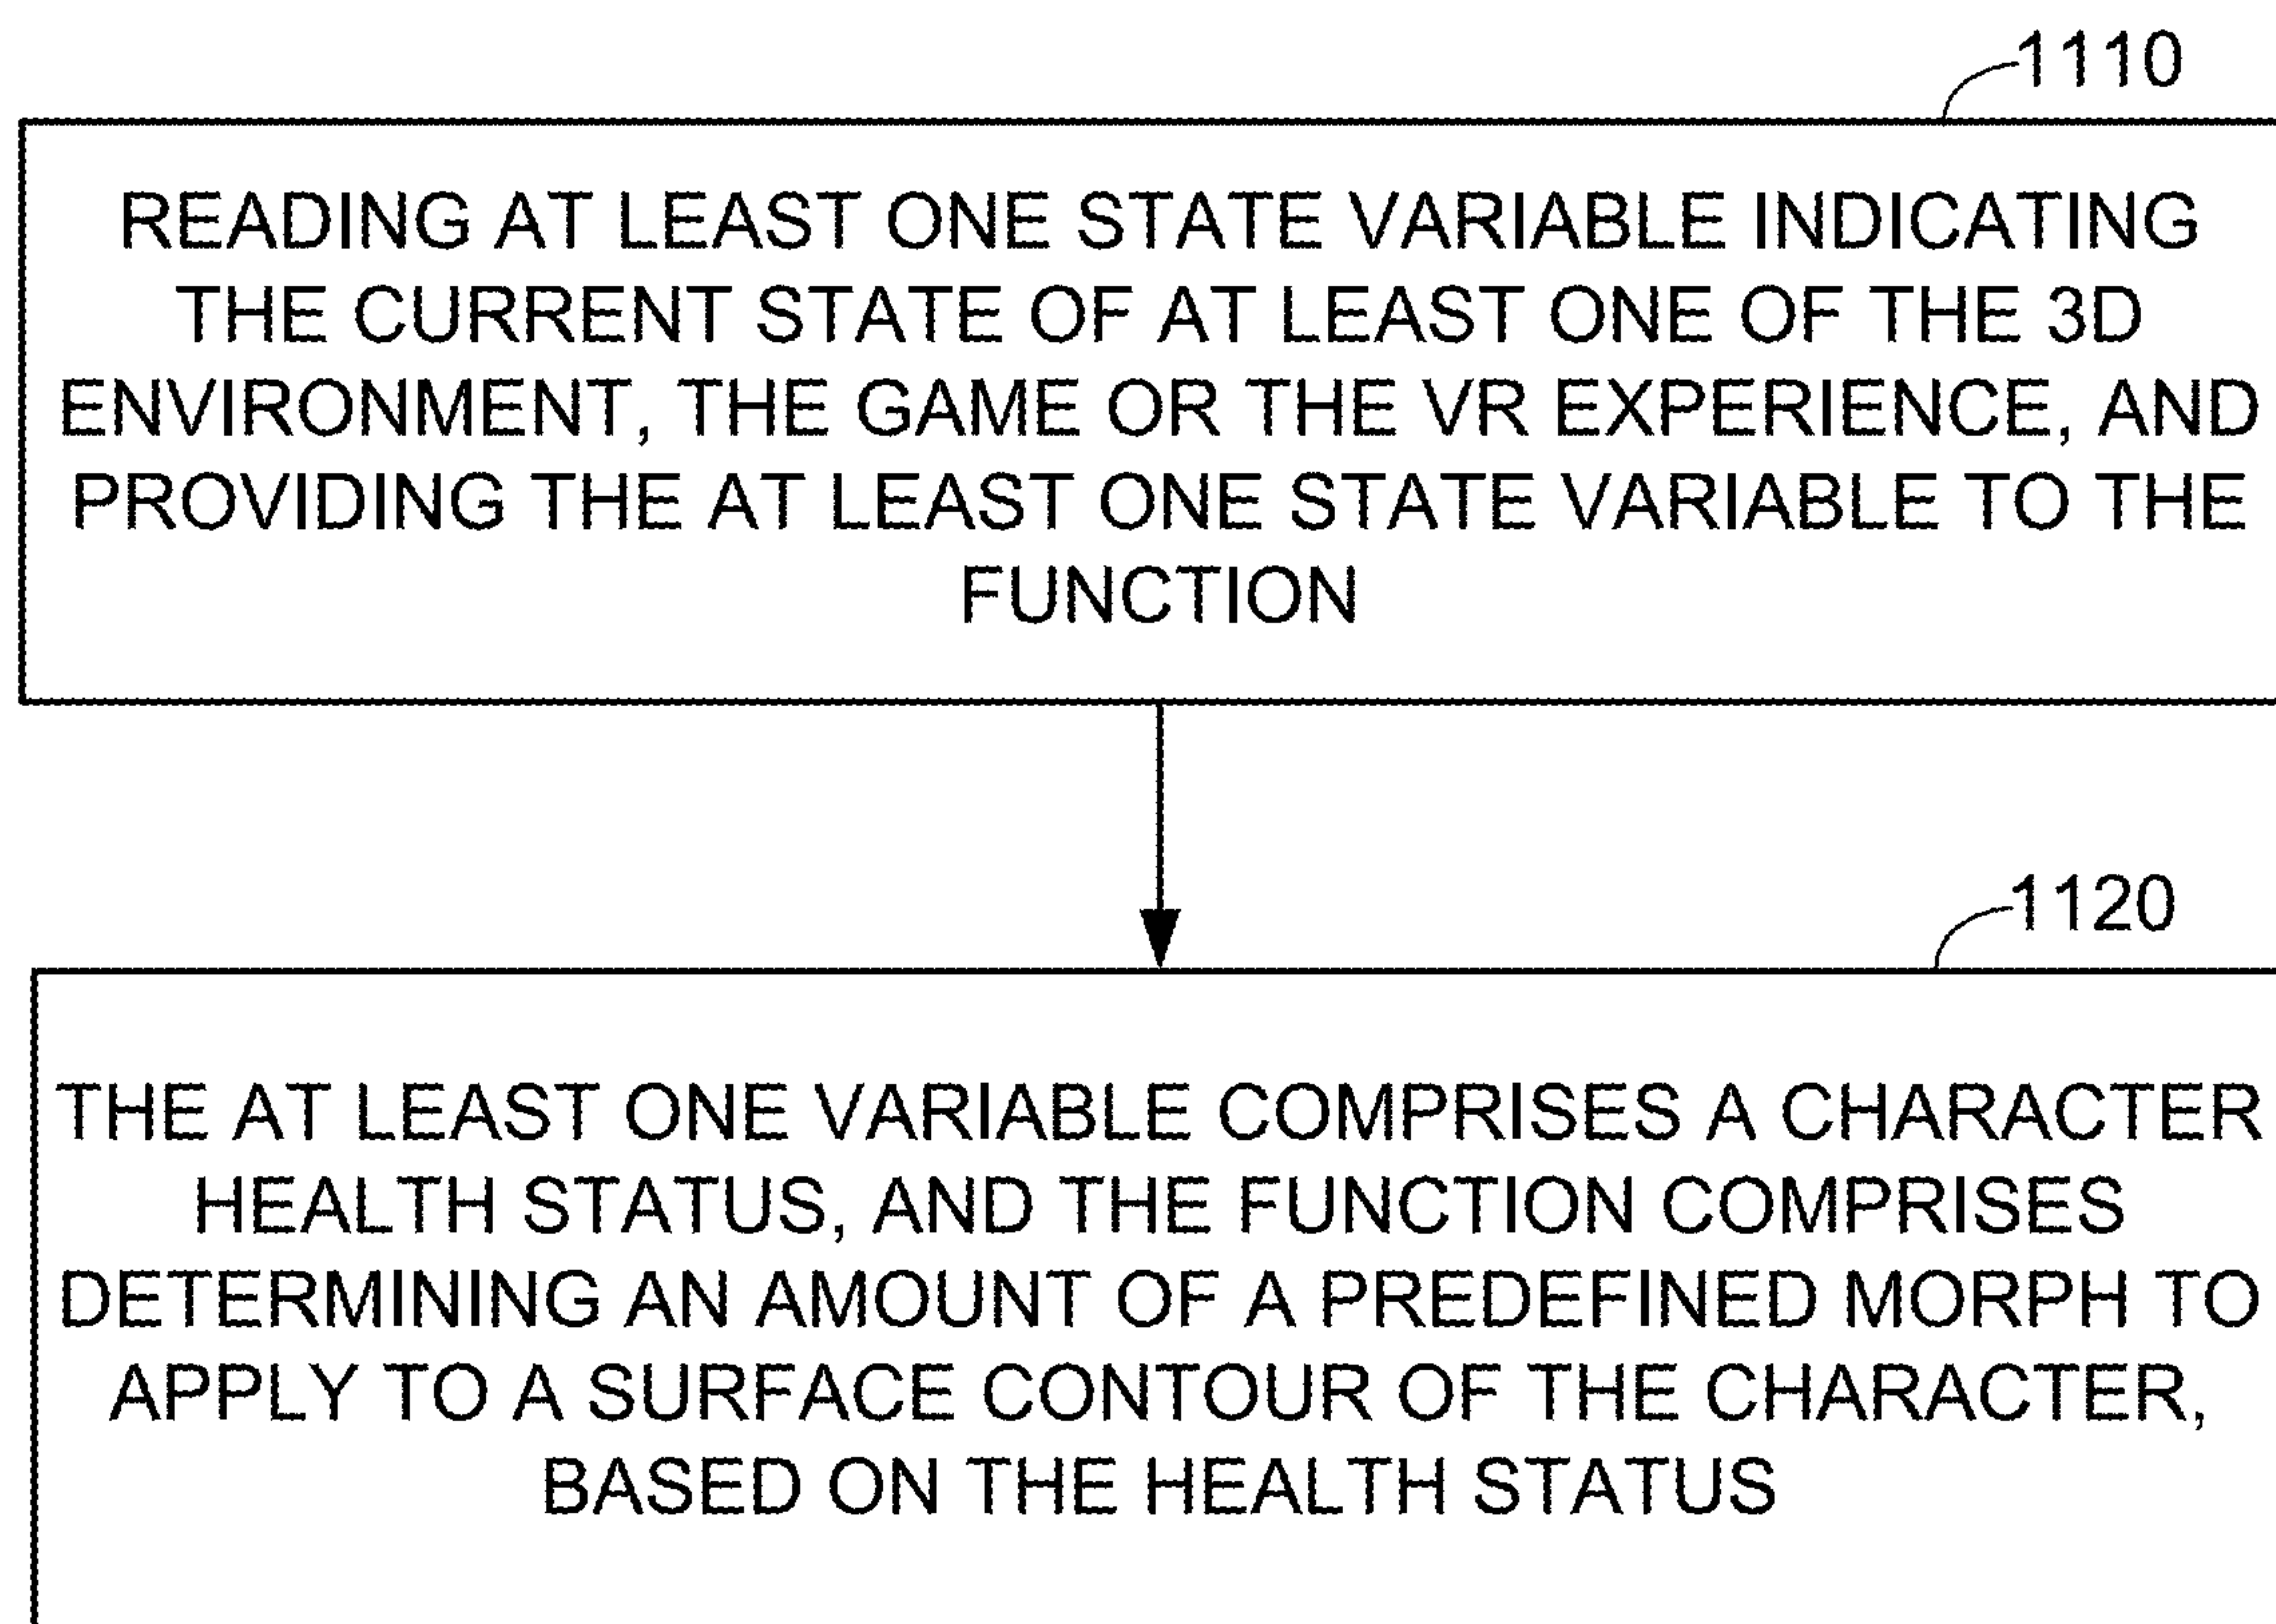 1110
READING AT LEAST ONE STATE VARIABLE INDICATING
THE CURRENT STATE OF AT LEAST ONE OF THE 3D
ENVIRONMENT, THE GAME OR THE VR EXPERIENCE, AND
PROVIDING THE AT LEAST ONE STATE VARIABLE TO THE
FUNCTION
1120
THE AT LEAST ONE VARIABLE COMPRISES A CHARACTER
HEALTH STATUS, AND THE FUNCTION COMPRISES
DETERMINING AN AMOUNT OF A PREDEFINED MORPH TO
APPLY TO A SURFACE CONTOUR OF THE CHARACTER,
BASED ON THE HEALTH STATUS